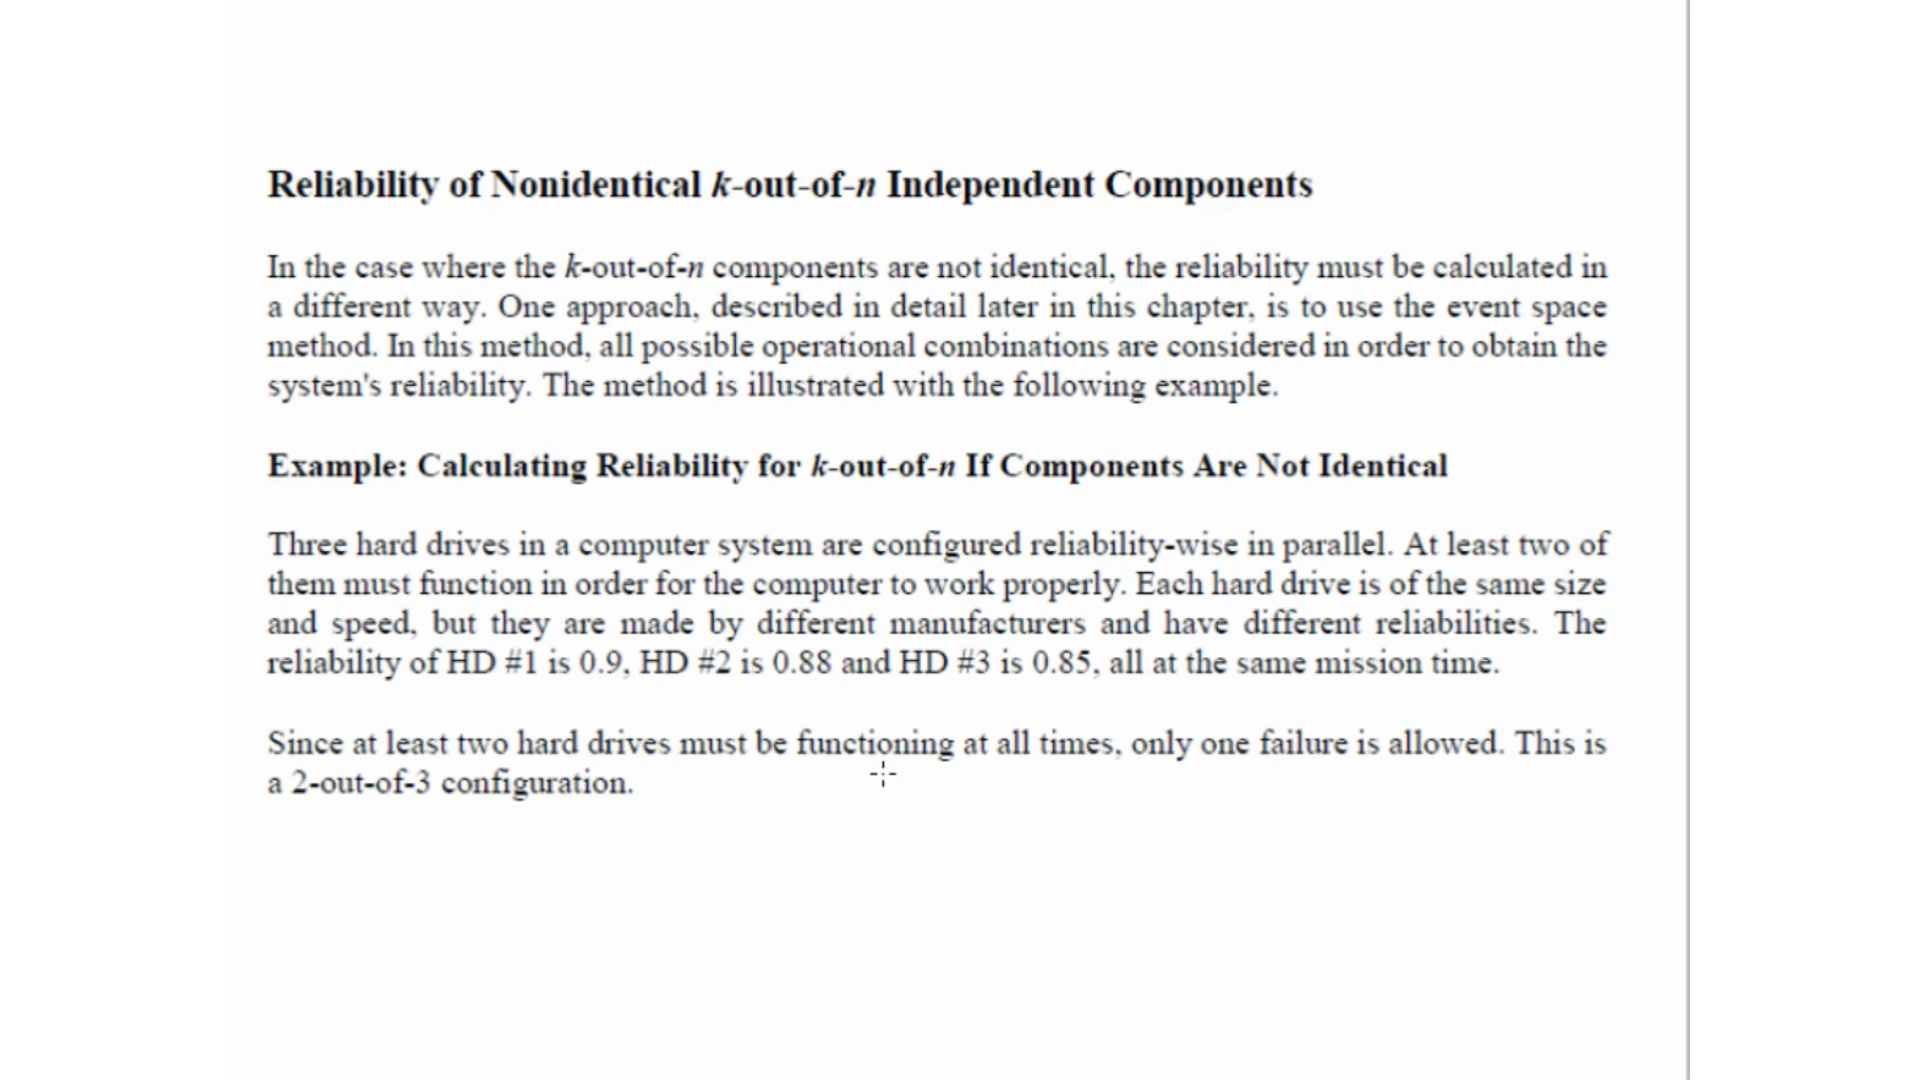 Reliability of Nonidentical k-out-of-n Independent Components
In the case where the k-out-of-n components are not identical, the reliability must be calculated in
a different way. One approach, described in detail later in this chapter, is to use the event space
method. In this method, all possible operational combinations are considered in order to obtain the
system's reliability. The method is illustrated with the following example.
Example: Calculating Reliability for k-out-of-n If Components Are Not Identical
Three hard drives in a computer system are configured reliability-wise in parallel. At least two of
them must function in order for the computer to work properly. Each hard drive is of the same size
and speed, but they are made by different manufacturers and have different reliabilities. The
reliability of HD #1 is 0.9, HD #2 is 0.88 and HD #3 is 0.85, all at the same mission time.
Since at least two hard drives must be functioning at all times, only one failure is allowed. This is
a 2-out-of-3 configuration.